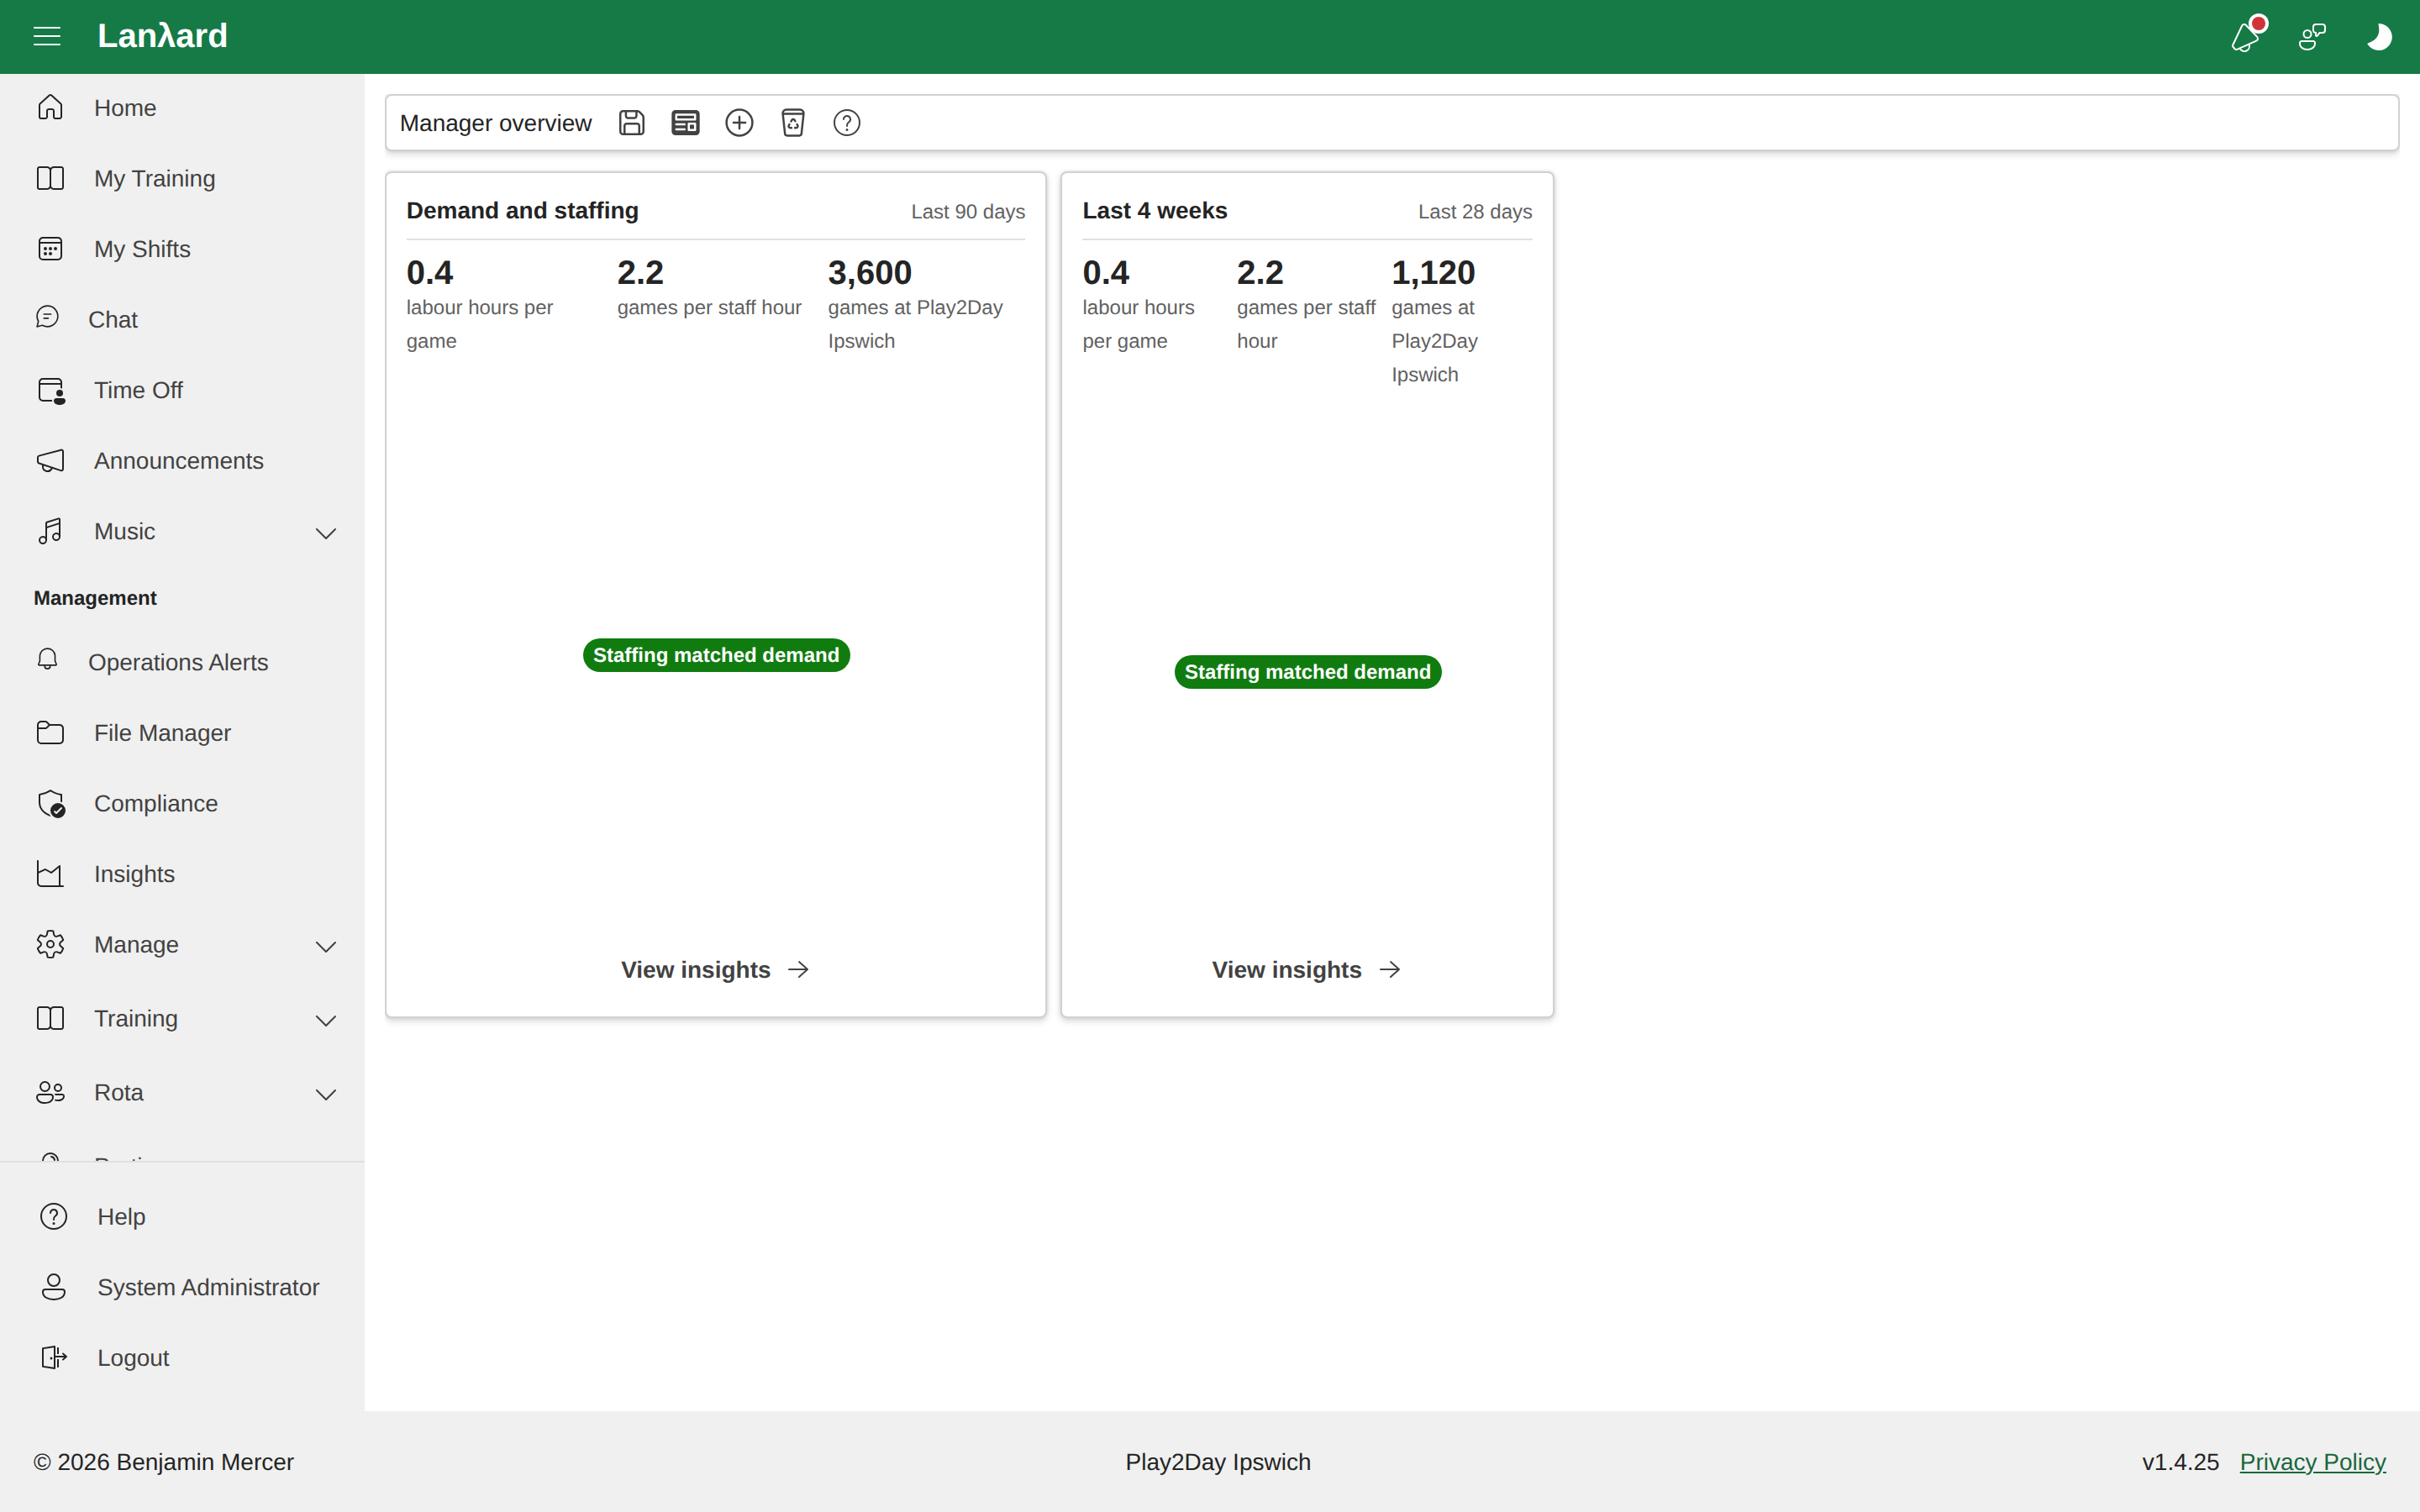 Lanλard
Home
My Training
My Shifts
Chat
Time Off
Announcements
Music
Management
Operations Alerts
File Manager
Compliance
Insights
Manage
Training
Rota
Help
System Administrator
Logout
Manager overview
Demand and staffing
Last 90 days
0.4
labour hours per
game
2.2
games per staff hour
3,600
games at Play2Day
Ipswich
Staffing matched demand
View insights
Last 4 weeks
Last 28 days
0.4
labour hours
per game
2.2
games per staff
hour
1,120
games at
Play2Day
Ipswich
Staffing matched demand
View insights
© 2026 Benjamin Mercer
Play2Day Ipswich
v1.4.25
Privacy Policy